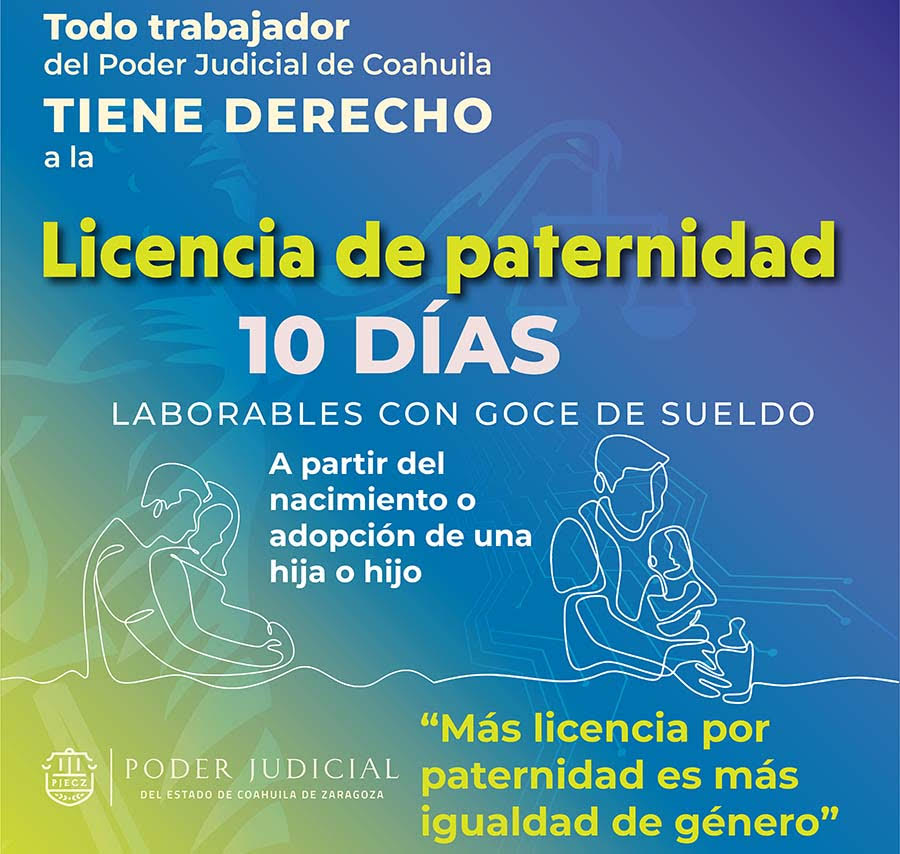 Todo trabajador
del Poder Judicial de Coahuila
TIENE DERECHO
a la
Licencia de paternidad
10 DÍAS
LABORABLES CON GOCE DE SUELDO
A partir del
nacimiento o
adopción de una
hija o hijo
“Más licencia por
paternidad es más
igualdad de género”
PJECZ
PODER JUDICIAL
DEL ESTADO DE COAHUILA DE ZARAGOZA